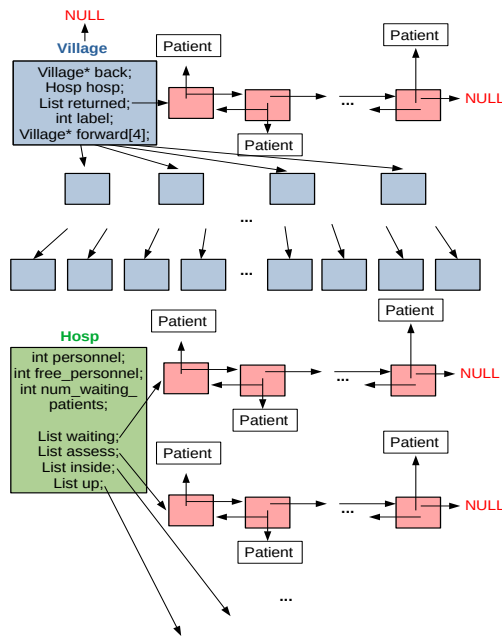 NULL
Village
Patient
Patient
Village* back;
Hosp hosp;
List returned;
int label;
Village* forward[4];
...
NULL
Patient
...
...
Hosp
Patient
Patient
int personnel;
int free_personnel;
int num_waiting_
patients;
...
NULL
Patient
List waiting;
List assess;
List inside;
List up;
Patient
Patient
...
NULL
Patient
...